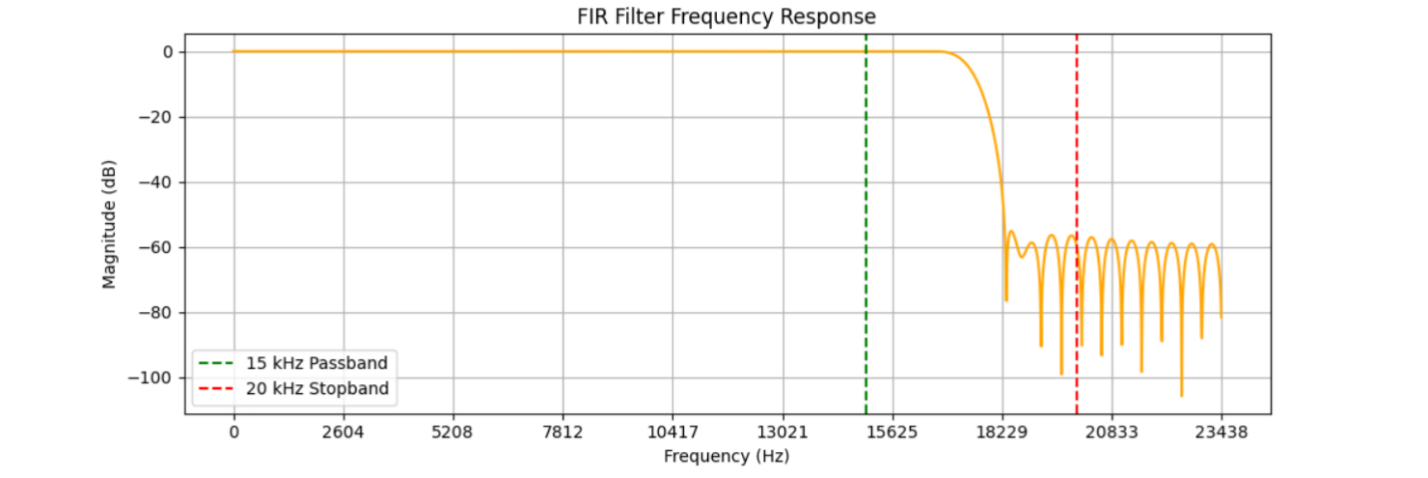 FIR Filter Frequency Response
Magnitude (dB)
0
−20
−40
−60
−80
−100
15 kHz Passband
20 kHz Stopband
0 2604 5208 7812 10417 13021 15625 18229 20833 23438
Frequency (Hz)